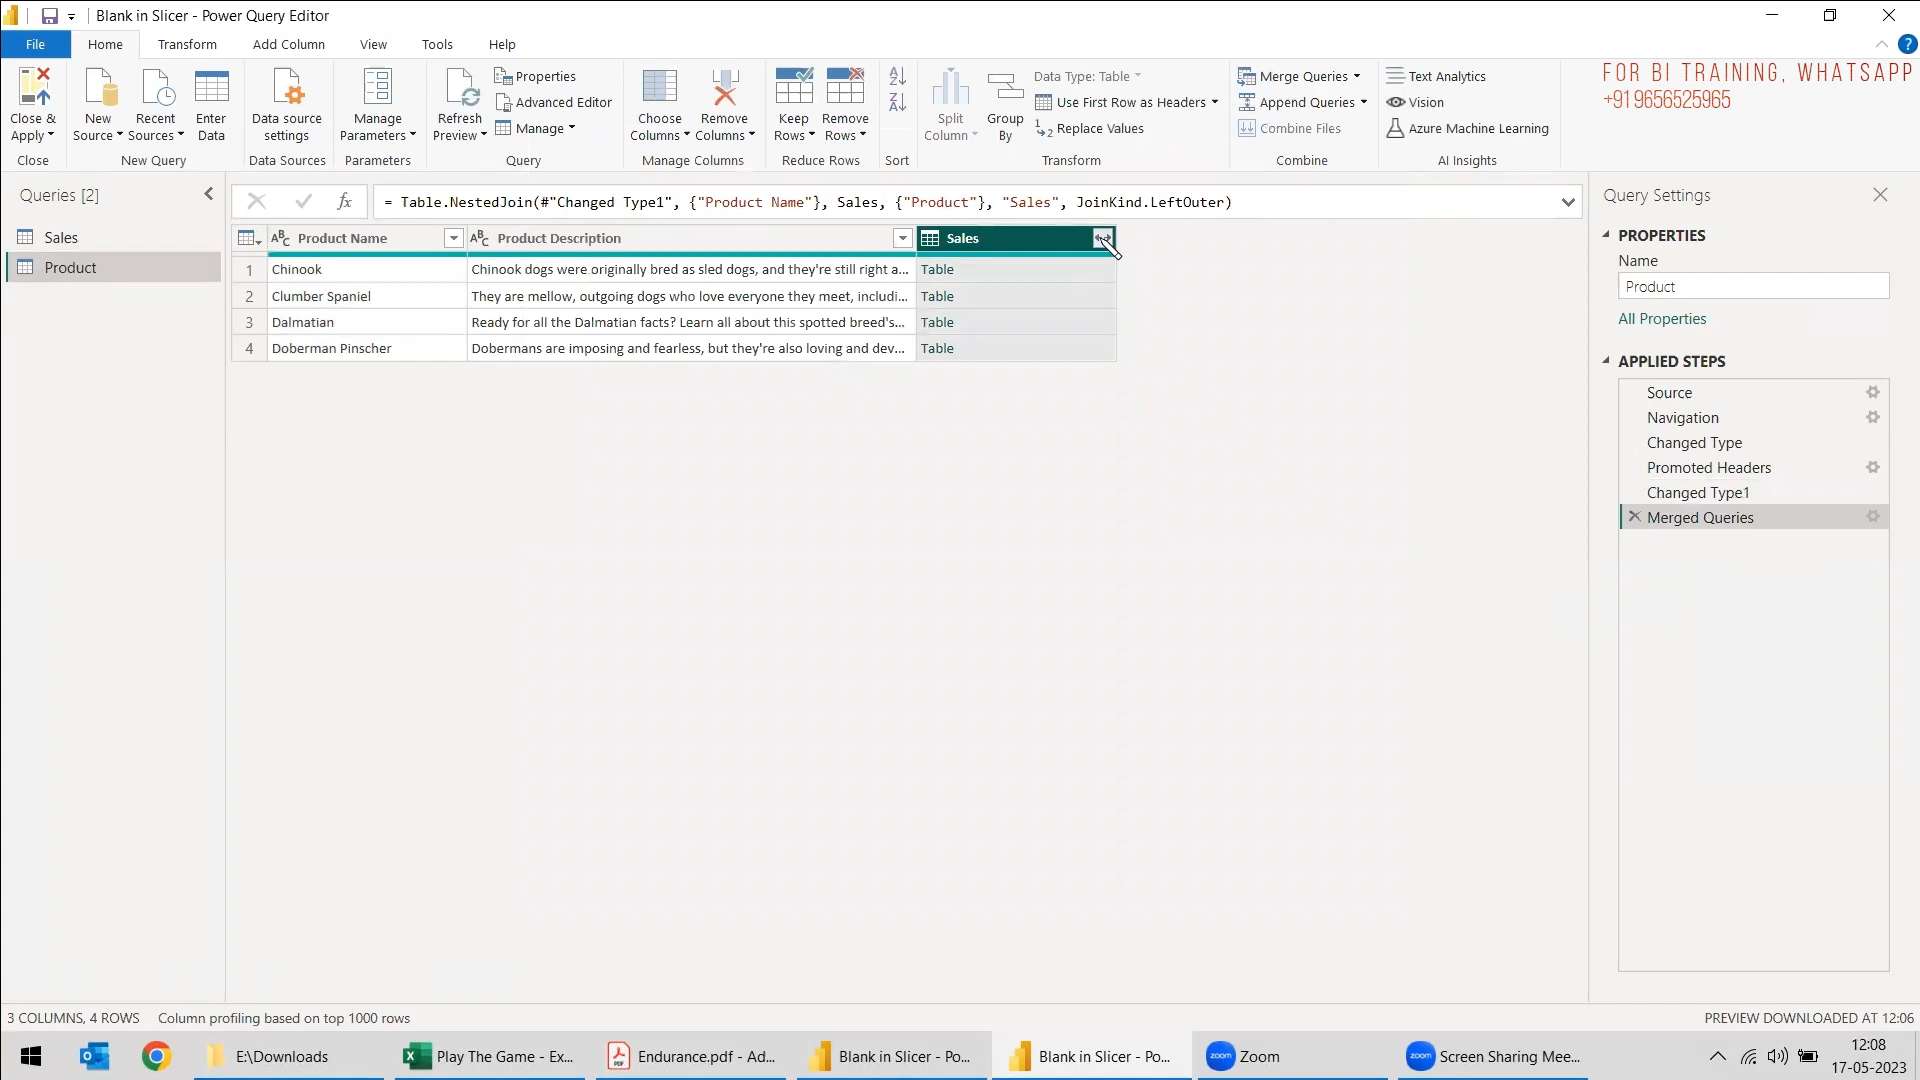 Blank in Slicer - Power Query Editor
File Home Transform Add Column View Tools Help
?
FOR BI TRAINING, WHATSAPP
+91 9656525965
Close &
Apply
New
Source
Recent
Sources
Enter
Data
Data source
settings
Manage
Parameters
Refresh
Preview
Properties
Advanced Editor
Manage
Choose
Columns
Remove
Columns
Keep
Rows
Remove
Rows
A
Z
Z
A
Split
Column
Group
By
Data Type: Table
Use First Row as Headers
1 2 Replace Values
Merge Queries
Append Queries
Combine Files
Text Analytics
Vision
Azure Machine Learning
Close New Query Data Sources Parameters Query Manage Columns Reduce Rows Sort Transform Combine AI Insights
Queries [2]
Sales
Product
fx = Table.NestedJoin(#"Changed Type1", {"Product Name"}, Sales, {"Product"}, "Sales", JoinKind.LeftOuter)
ABC Product Name ABC Product Description Sales
1 Chinook Chinook dogs were originally bred as sled dogs, and they're still right a... Table
2 Clumber Spaniel They are mellow, outgoing dogs who love everyone they meet, includi... Table
3 Dalmatian Ready for all the Dalmatian facts? Learn all about this spotted breed's... Table
4 Doberman Pinscher Dobermans are imposing and fearless, but they're also loving and dev... Table
Query Settings
PROPERTIES
Name
Product
All Properties
APPLIED STEPS
Source
Navigation
Changed Type
Promoted Headers
Changed Type1
Merged Queries
3 COLUMNS, 4 ROWS Column profiling based on top 1000 rows
PREVIEW DOWNLOADED AT 12:06
E:\Downloads
Play The Game - Ex...
Endurance.pdf - Ad...
Blank in Slicer - Po...
Blank in Slicer - Po...
zoom Zoom
zoom Screen Sharing Mee...
12:08
17-05-2023